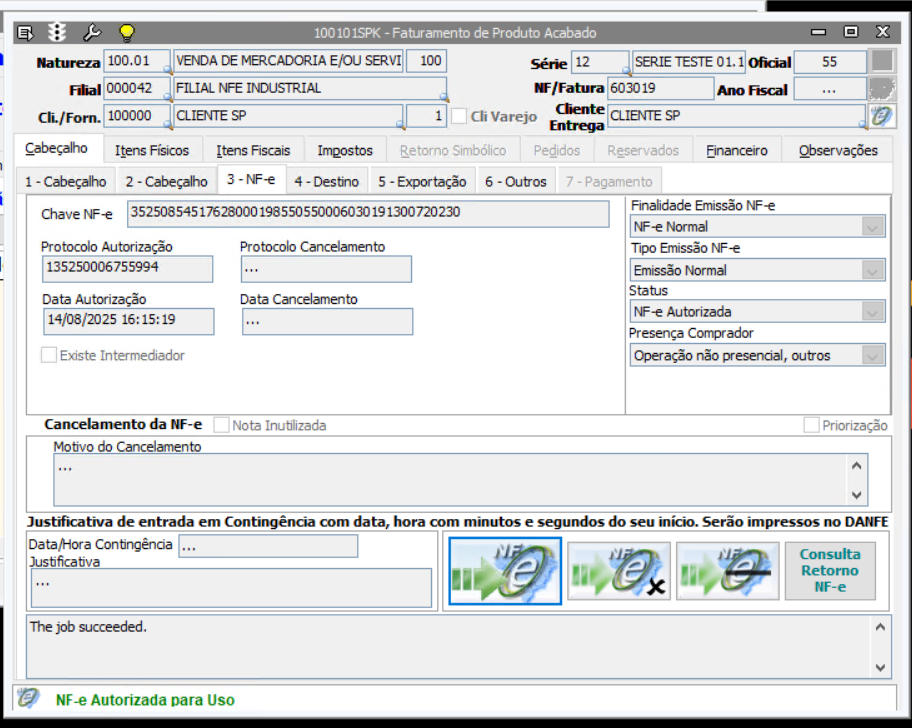 100101SPK - Faturamento de Produto Acabado
Natureza 100.01 VENDA DE MERCADORIA E/OU SERVI 100 Série 12 SERIE TESTE 01.1 Oficial 55
Filial 000042 FILIAL NFE INDUSTRIAL NF/Fatura 603019 Ano Fiscal ...
Cli./Forn. 100000 CLIENTE SP 1 Cli Varejo Cliente Entrega CLIENTE SP
Cabeçalho Itens Físicos Itens Fiscais Impostos Retorno Simbólico Pedidos Reservados Financeiro Observações
1 - Cabeçalho 2 - Cabeçalho 3 - NF-e 4 - Destino 5 - Exportação 6 - Outros 7 - Pagamento
Chave NF-e 35250854517628000198550550006030191300720230
Finalidade Emissão NF-e
NF-e Normal
Protocolo Autorização Protocolo Cancelamento
Tipo Emissão NF-e
135250006755994 ...
Emissão Normal
Data Autorização Data Cancelamento
Status
14/08/2025 16:15:19 ...
NF-e Autorizada
Presença Comprador
Existe Intermediador
Operação não presencial, outros
Cancelamento da NF-e Nota Inutilizada Priorização
Motivo do Cancelamento
...
Justificativa de entrada em Contingência com data, hora com minutos e segundos do seu início. Serão impressos no DANFE
Data/Hora Contingência ...
Justificativa
...
NF e
NF e
NF e
Consulta
Retorno
NF-e
The job succeeded.
NF-e Autorizada para Uso